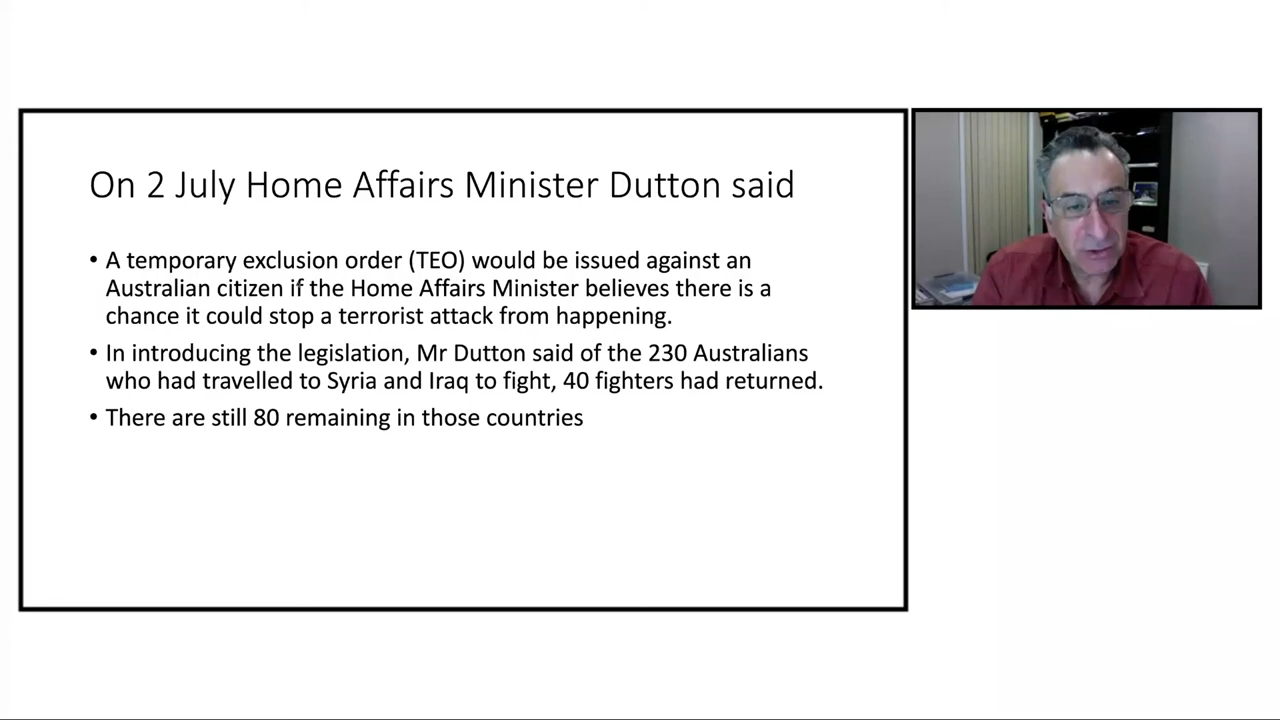 On 2 July Home Affairs Minister Dutton said
• A temporary exclusion order (TEO) would be issued against an
Australian citizen if the Home Affairs Minister believes there is a
chance it could stop a terrorist attack from happening.
• In introducing the legislation, Mr Dutton said of the 230 Australians
who had travelled to Syria and Iraq to fight, 40 fighters had returned.
• There are still 80 remaining in those countries